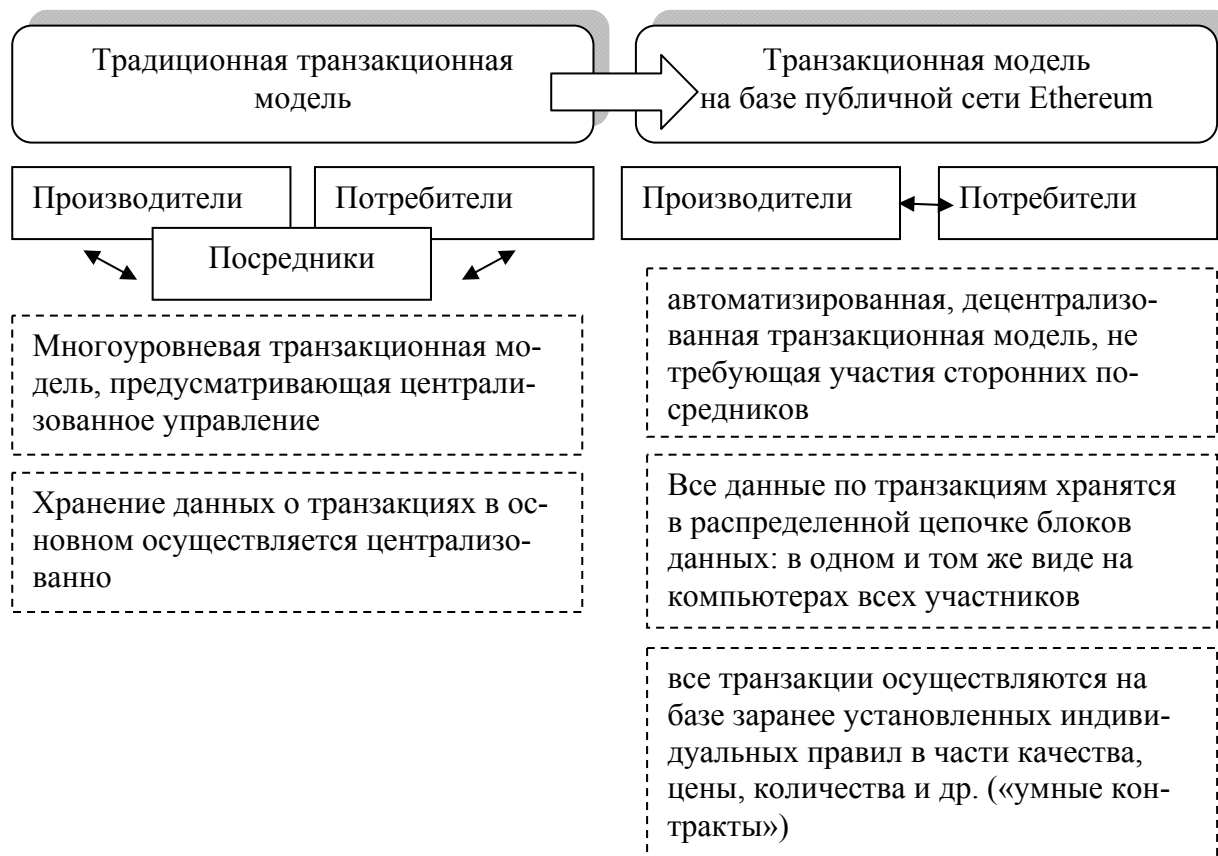 Традиционная транзакционная
модель
Транзакционная модель
на базе публичной сети Ethereum
Производители
Потребители
Посредники
Многоуровневая транзакционная мо-
дель, предусматривающая централи-
зованное управление
Хранение данных о транзакциях в ос-
новном осуществляется централизо-
ванно
Производители
Потребители
автоматизированная, децентрализо-
ванная транзакционная модель, не
требующая участия сторонних по-
средников
Все данные по транзакциям хранятся
в распределенной цепочке блоков
данных: в одном и том же виде на
компьютерах всех участников
все транзакции осуществляются на
базе заранее установленных индиви-
дуальных правил в части качества,
цены, количества и др. («умные кон-
тракты»)